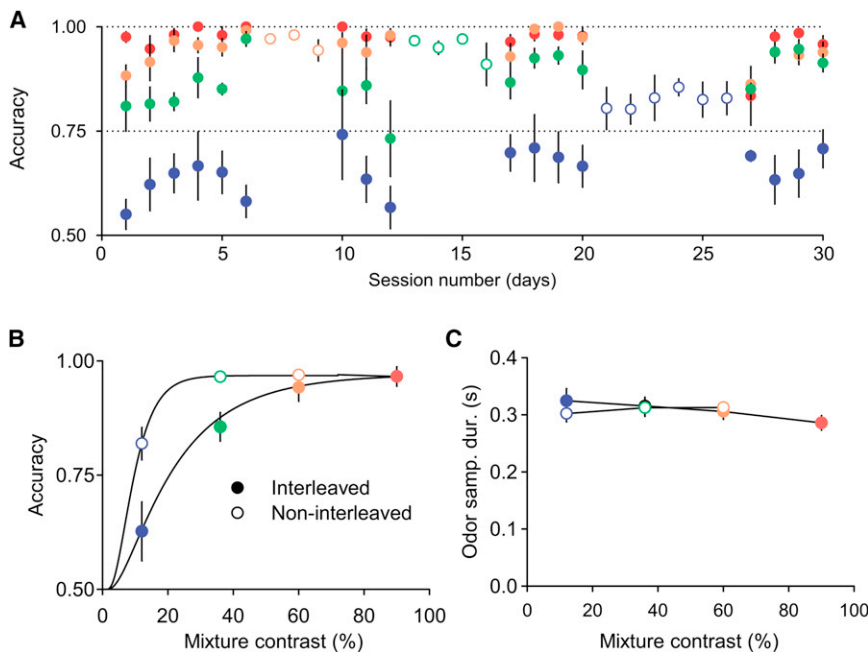 A
1.00
0.75
0.50
Accuracy
0
5
10
15
20
25
30
Session number (days)
B
1.00
0.75
0.50
Accuracy
Interleaved
Non-interleaved
0
20
40
60
80
100
Mixture contrast (%)
C
0.4
0.3
0.2
0.1
0.0
Odor samp. dur. (s)
0
20
40
60
80
100
Mixture contrast (%)